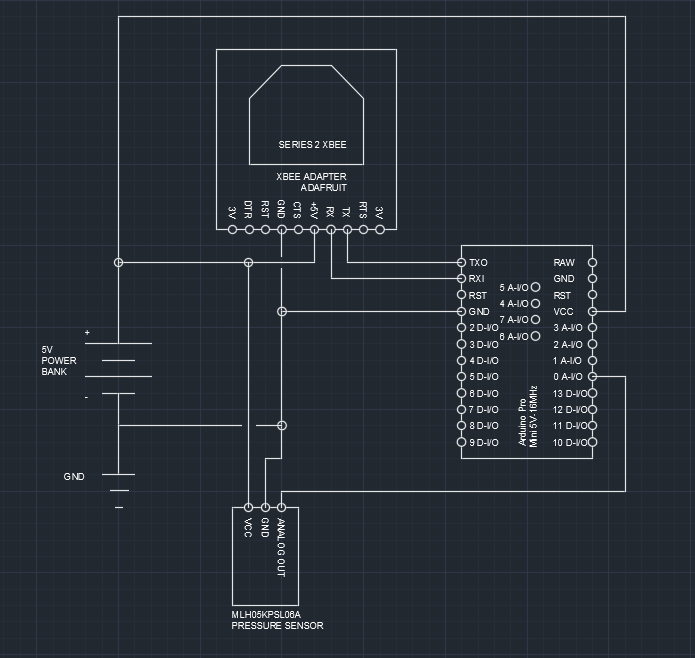 SERIES 2 XBEE
XBEE ADAPTER
ADAFRUIT
3V
DTR
RST
GND
CTS
+5V
RX
TX
RTS
3V
TXO
RXI
RST
GND
2 D-I/O
3 D-I/O
4 D-I/O
5 D-I/O
6 D-I/O
7 D-I/O
8 D-I/O
9 D-I/O
5 A-I/O
4 A-I/O
7 A-I/O
6 A-I/O
RAW
GND
RST
VCC
3 A-I/O
2 A-I/O
1 A-I/O
0 A-I/O
13 D-I/O
12 D-I/O
11 D-I/O
10 D-I/O
Arduino Pro
Mini 5V-16MHz
+
5V
POWER
BANK
-
GND
VCC
GND
ANALOG OUT
MLH05KPSL06A
PRESSURE SENSOR